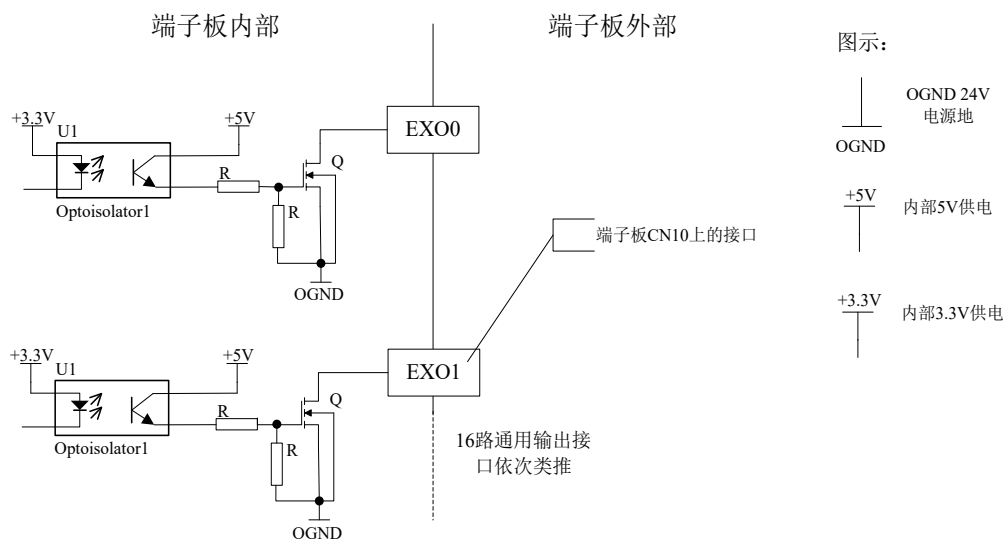 端子板内部
端子板外部
图示：
+3.3V
U1
+5V
EXO0
R
Q
R
Optoisolator1
OGND
OGND 24V
电源地
OGND
+5V
内部5V供电
端子板CN10上的接口
+3.3V
内部3.3V供电
+3.3V
U1
+5V
EXO1
R
Q
R
Optoisolator1
OGND
16路通用输出接
口依次类推